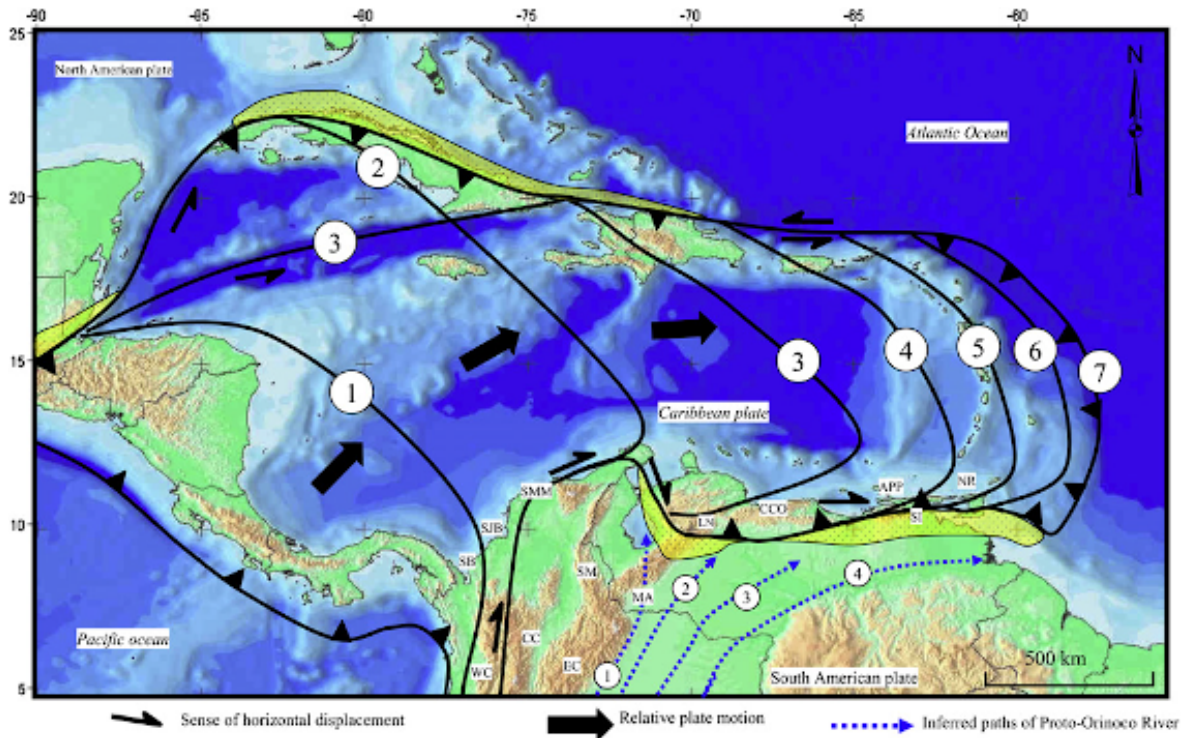 -90 -85 -80 -75 -70 -65 -60
25
North American plate
N
Atlantic Ocean
2
20
3
15
1
3
4
5
6
7
Caribbean plate
SMM
APP
NR
10
SJB
LN
CCO
SI
SB
SM
MA
2
3
4
Pacific ocean
CC
WC
EC
1
South American plate
500 km
5
Sense of horizontal displacement
Relative plate motion
Inferred paths of Proto-Orinoco River